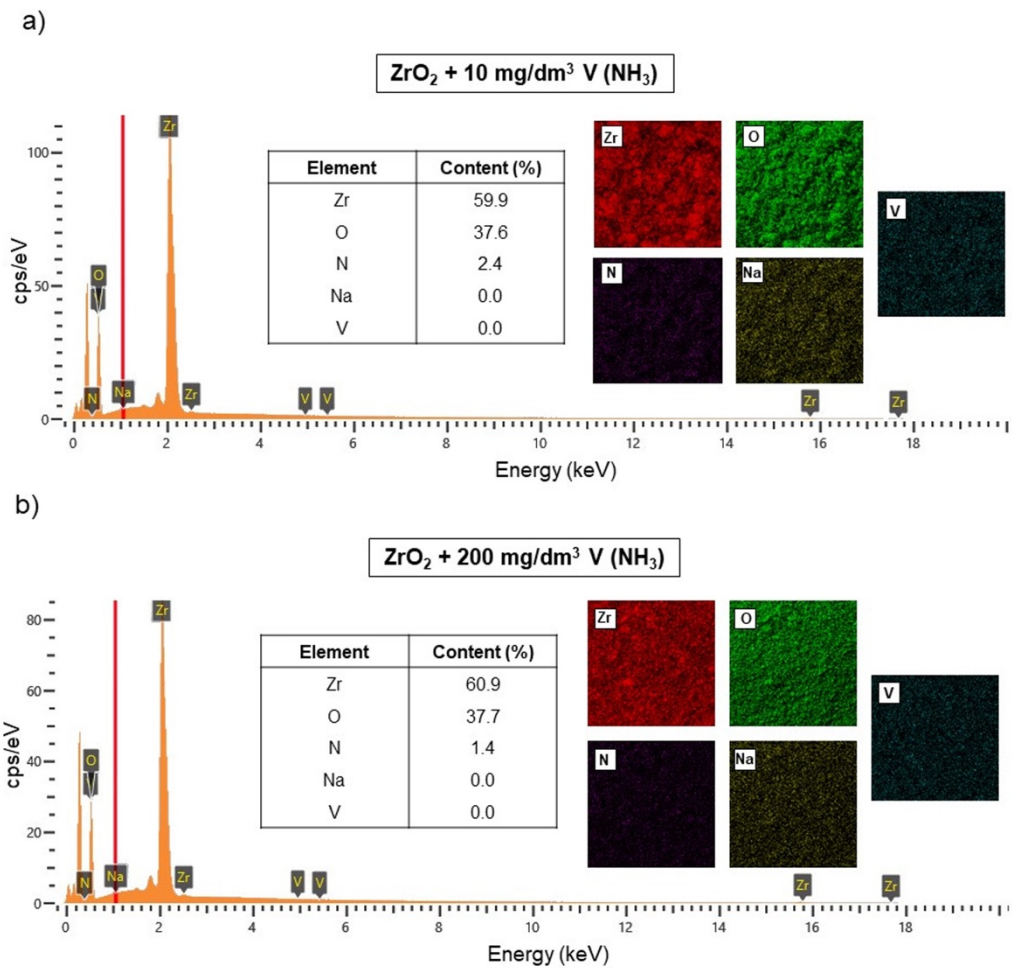 a)
ZrO₂ + 10 mg/dm³ V (NH₃)
Zr
100
50
0
cps/eV
O
V
N
Na
Zr
V
V
Zr
Zr
Element Content (%)
Zr 59.9
O 37.6
N 2.4
Na 0.0
V 0.0
Zr
O
V
N
Na
0 2 4 6 8 10 12 14 16 18
Energy (keV)
b)
ZrO₂ + 200 mg/dm³ V (NH₃)
Zr
80
60
40
20
0
cps/eV
O
V
N
Na
Zr
V
V
Zr
Zr
Element Content (%)
Zr 60.9
O 37.7
N 1.4
Na 0.0
V 0.0
Zr
O
V
N
Na
0 2 4 6 8 10 12 14 16 18
Energy (keV)